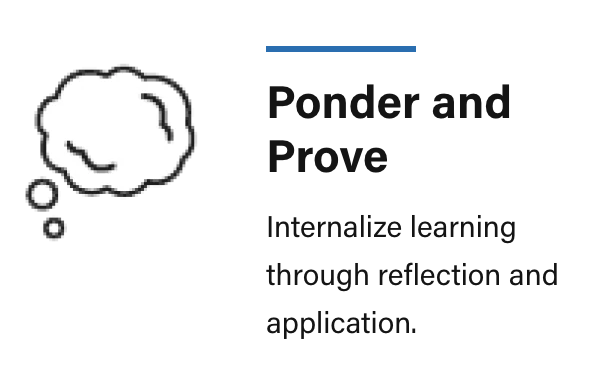 Ponder and
Prove
Internalize learning
through reflection and
application.